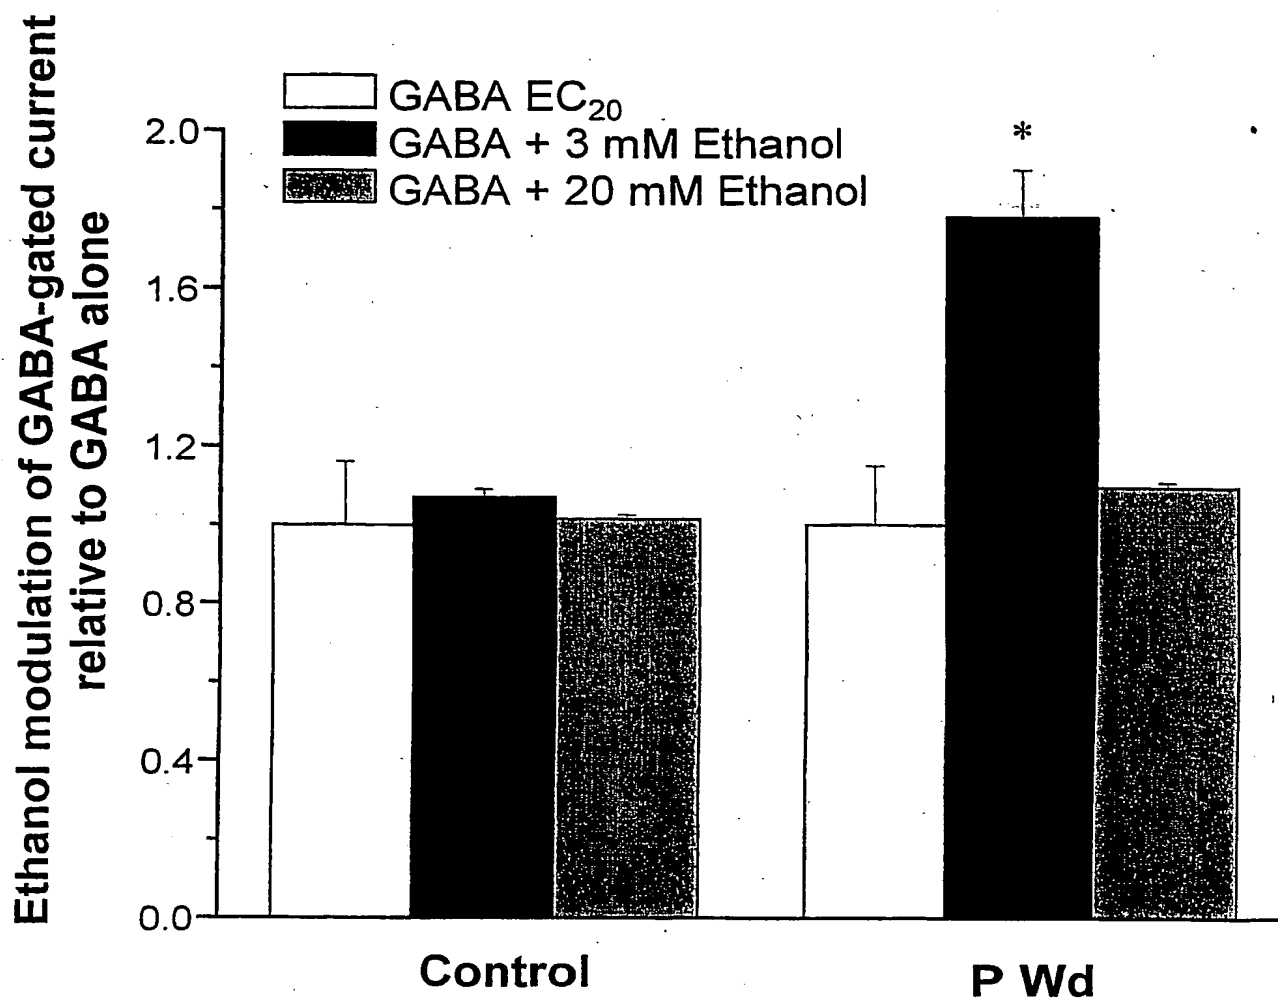 Ethanol modulation of GABA-gated current
relative to GABA alone
GABA EC20
GABA + 3 mM Ethanol
GABA + 20 mM Ethanol
2.0
1.6
1.2
0.8
0.4
0.0
*
Control
P Wd